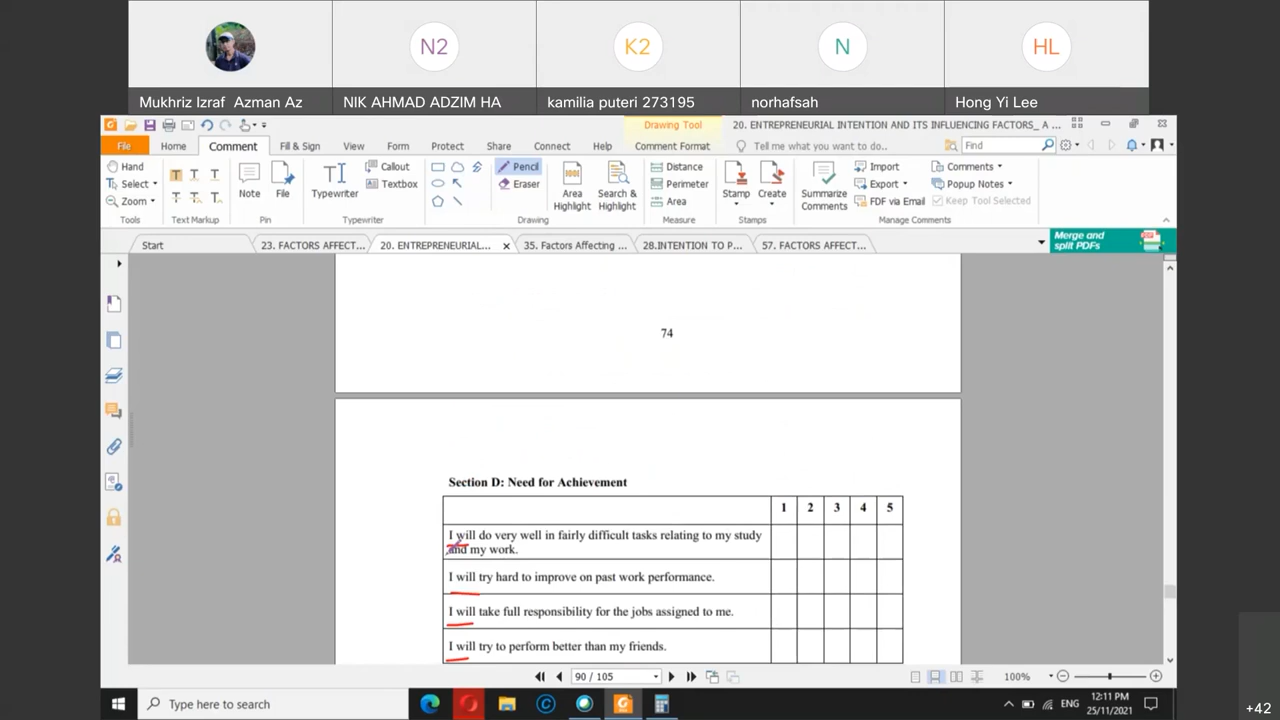 N2
K2
N
HL
Mukhriz Izraf Azman Az
NIK AHMAD ADZIM HA
kamilia puteri 273195
norhafsah
Hong Yi Lee
Drawing Tool
20. ENTREPRENEURIAL INTENTION AND ITS INFLUENCING FACTORS_ A ...
File
Home
Comment
Fill & Sign
View
Form
Protect
Share
Connect
Help
Comment Format
Tell me what you want to do..
Find
Hand
Select
Zoom
Tools
Text Markup
Note
File
Pin
Typewriter
Callout
Textbox
Typewriter
Pencil
Eraser
Drawing
Area
Highlight
Search &
Highlight
Distance
Perimeter
Area
Measure
Stamp
Create
Stamps
Summarize
Comments
Import
Export
FDF via Email
Comments
Popup Notes
Keep Tool Selected
Manage Comments
Start
23. FACTORS AFFECT...
20. ENTREPRENEURIAL...
35. Factors Affecting ...
28.INTENTION TO P...
57. FACTORS AFFECT...
Merge and
split PDFs
74
Section D: Need for Achievement
1 2 3 4 5
I will do very well in fairly difficult tasks relating to my study
and my work.
I will try hard to improve on past work performance.
I will take full responsibility for the jobs assigned to me.
I will try to perform better than my friends.
90 / 105
100%
Type here to search
ENG
12:11 PM
25/11/2021
+42